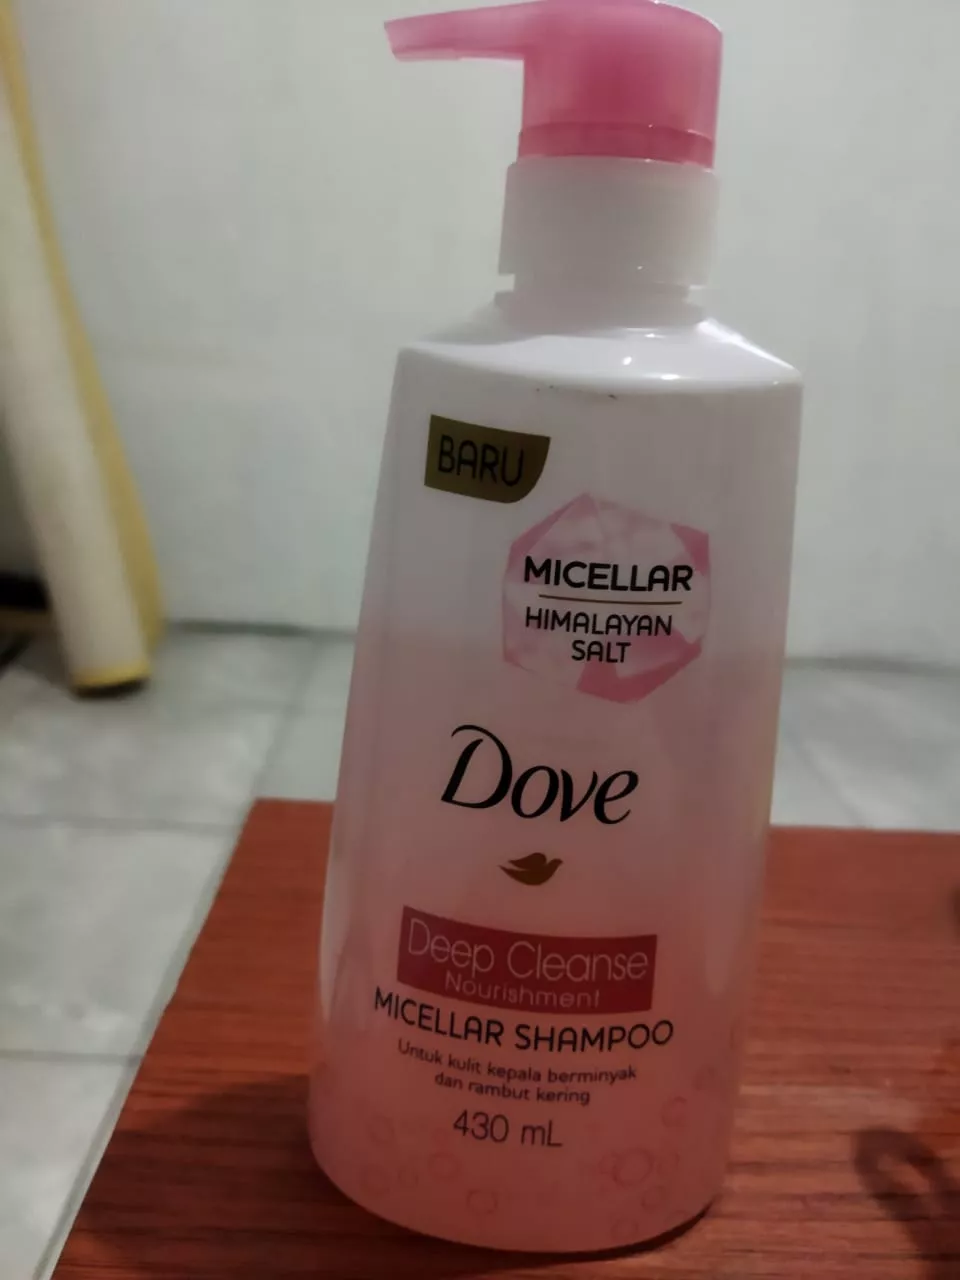 BARU
MICELLAR
HIMALAYAN
SALT
Dove
Deep Cleanse
Nourishment
MICELLAR SHAMPOO
Untuk kulit kepala berminyak
dan rambut kering
430 mL